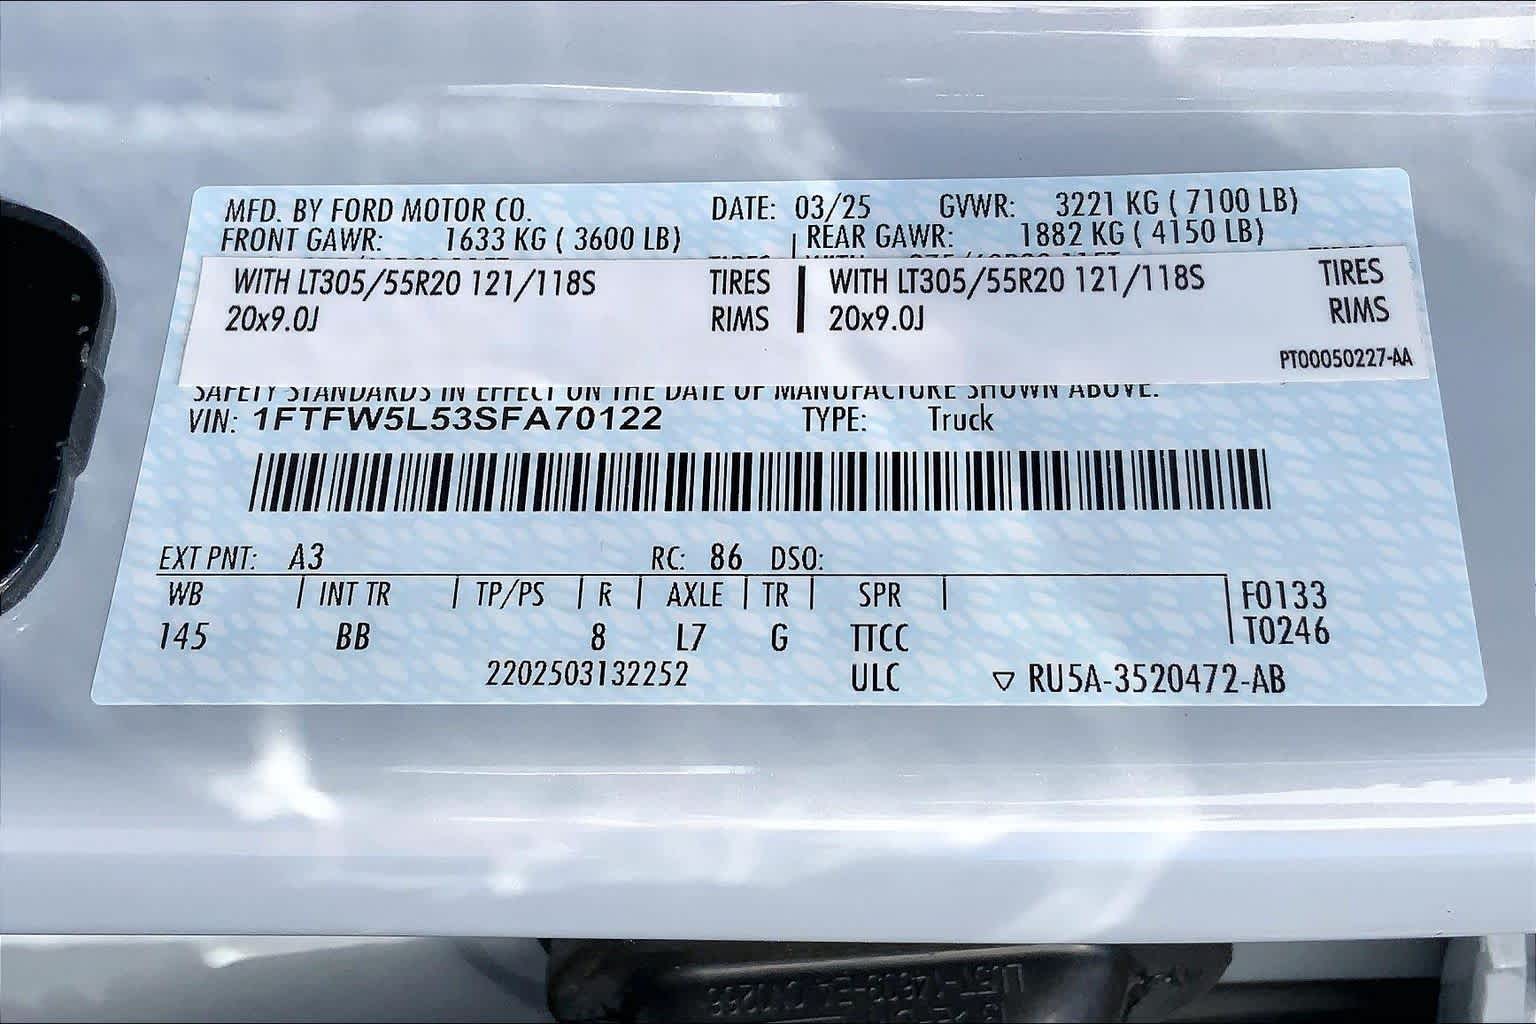 MFD. BY FORD MOTOR CO. DATE: 03/25 GVWR: 3221 KG ( 7100 LB)
FRONT GAWR: 1633 KG ( 3600 LB) REAR GAWR: 1882 KG ( 4150 LB)
WITH LT305/55R20 121/118S TIRES WITH LT305/55R20 121/118S TIRES
20x9.0J RIMS 20x9.0J RIMS
PT00050227-AA
SAFETY STANDARDS IN EFFECT ON THE DATE OF MANUFACTURE SHOWN ABOVE.
VIN: 1FTFW5L53SFA70122 TYPE: Truck
EXT PNT: A3 RC: 86 DSO:
WB INT TR TP/PS R AXLE TR SPR F0133
145 BB 8 L7 G TTCC T0246
2202503132252 ULC ▽ RU5A-3520472-AB